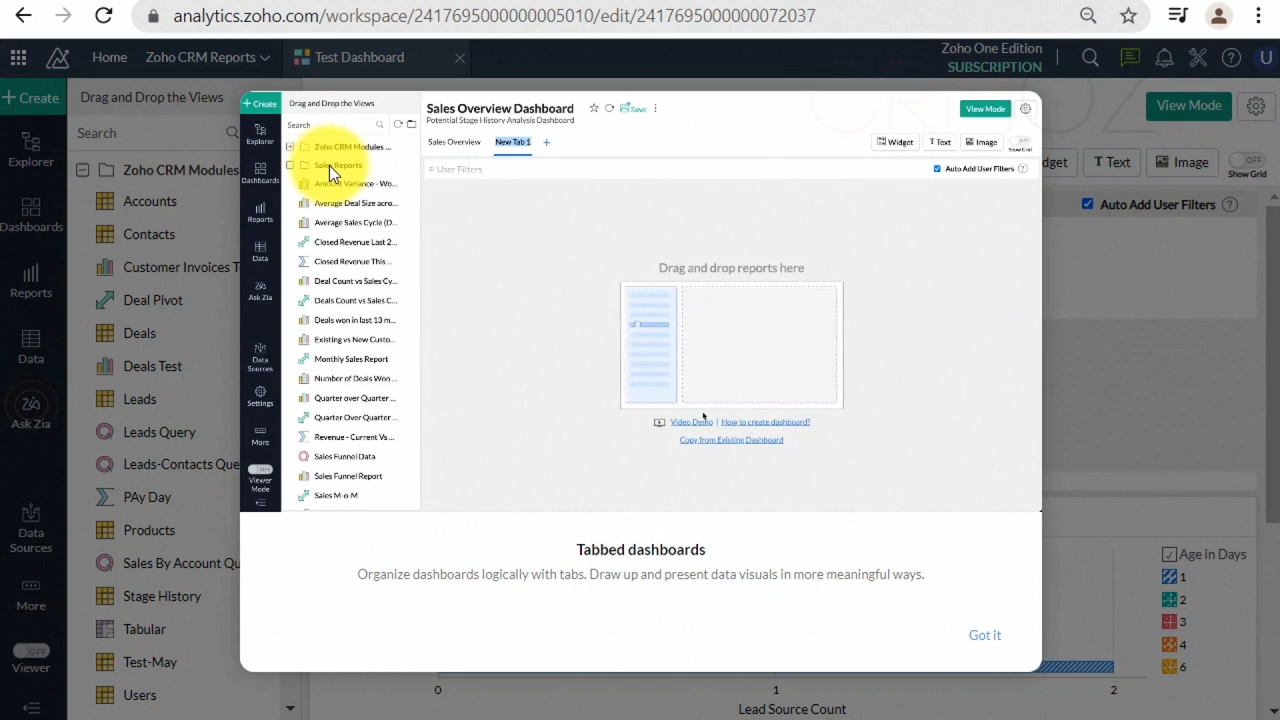 analytics.zoho.com/workspace/2417695000000005010/edit/2417695000000072037
Home
Zoho CRM Reports
Test Dashboard
Zoho One Edition
SUBSCRIPTION
U
+ Create
Drag and Drop the Views
View Mode
Search
Explorer
Dashboards
Reports
Data
Ask Zia
Data
Sources
More
OFF
Viewer
Zoho CRM Modules
Accounts
Contacts
Customer Invoices T
Deal Pivot
Deals
Deals Test
Leads
Leads Query
Leads-Contacts Que
PAy Day
Products
Sales By Account Qu
Stage History
Tabular
Test-May
Users
+ Create
Drag and Drop the Views
Search
Explorer
Dashboards
Reports
Data
Ask Zia
Data
Sources
Settings
More
OFF
Viewer
Mode
Zoho CRM Modules ...
Sales Reports
Amount Variance - Wo...
Average Deal Size acro...
Average Sales Cycle (D...
Closed Revenue Last 2...
Closed Revenue This ...
Deal Count vs Sales Cy...
Deals Count vs Sales C...
Deals won in last 13 m...
Existing vs New Custo...
Monthly Sales Report
Number of Deals Won ...
Quarter over Quarter ...
Quarter Over Quarter ...
Revenue - Current Vs ...
Sales Funnel Data
Sales Funnel Report
Sales M-o-M
Sales Overview Dashboard
Save
Potential Stage History Analysis Dashboard
View Mode
Sales Overview
New Tab 1
+
Widget
T Text
Image
OFF
Show Grid
User Filters
Auto Add User Filters
Drag and drop reports here
Video Demo | How to create dashboard?
Copy from Existing Dashboard
Tabbed dashboards
Organize dashboards logically with tabs. Draw up and present data visuals in more meaningful ways.
Got it
dget
T Text
Image
OFF
Show Grid
Auto Add User Filters
Age in Days
1
2
3
4
6
0
1
2
Lead Source Count